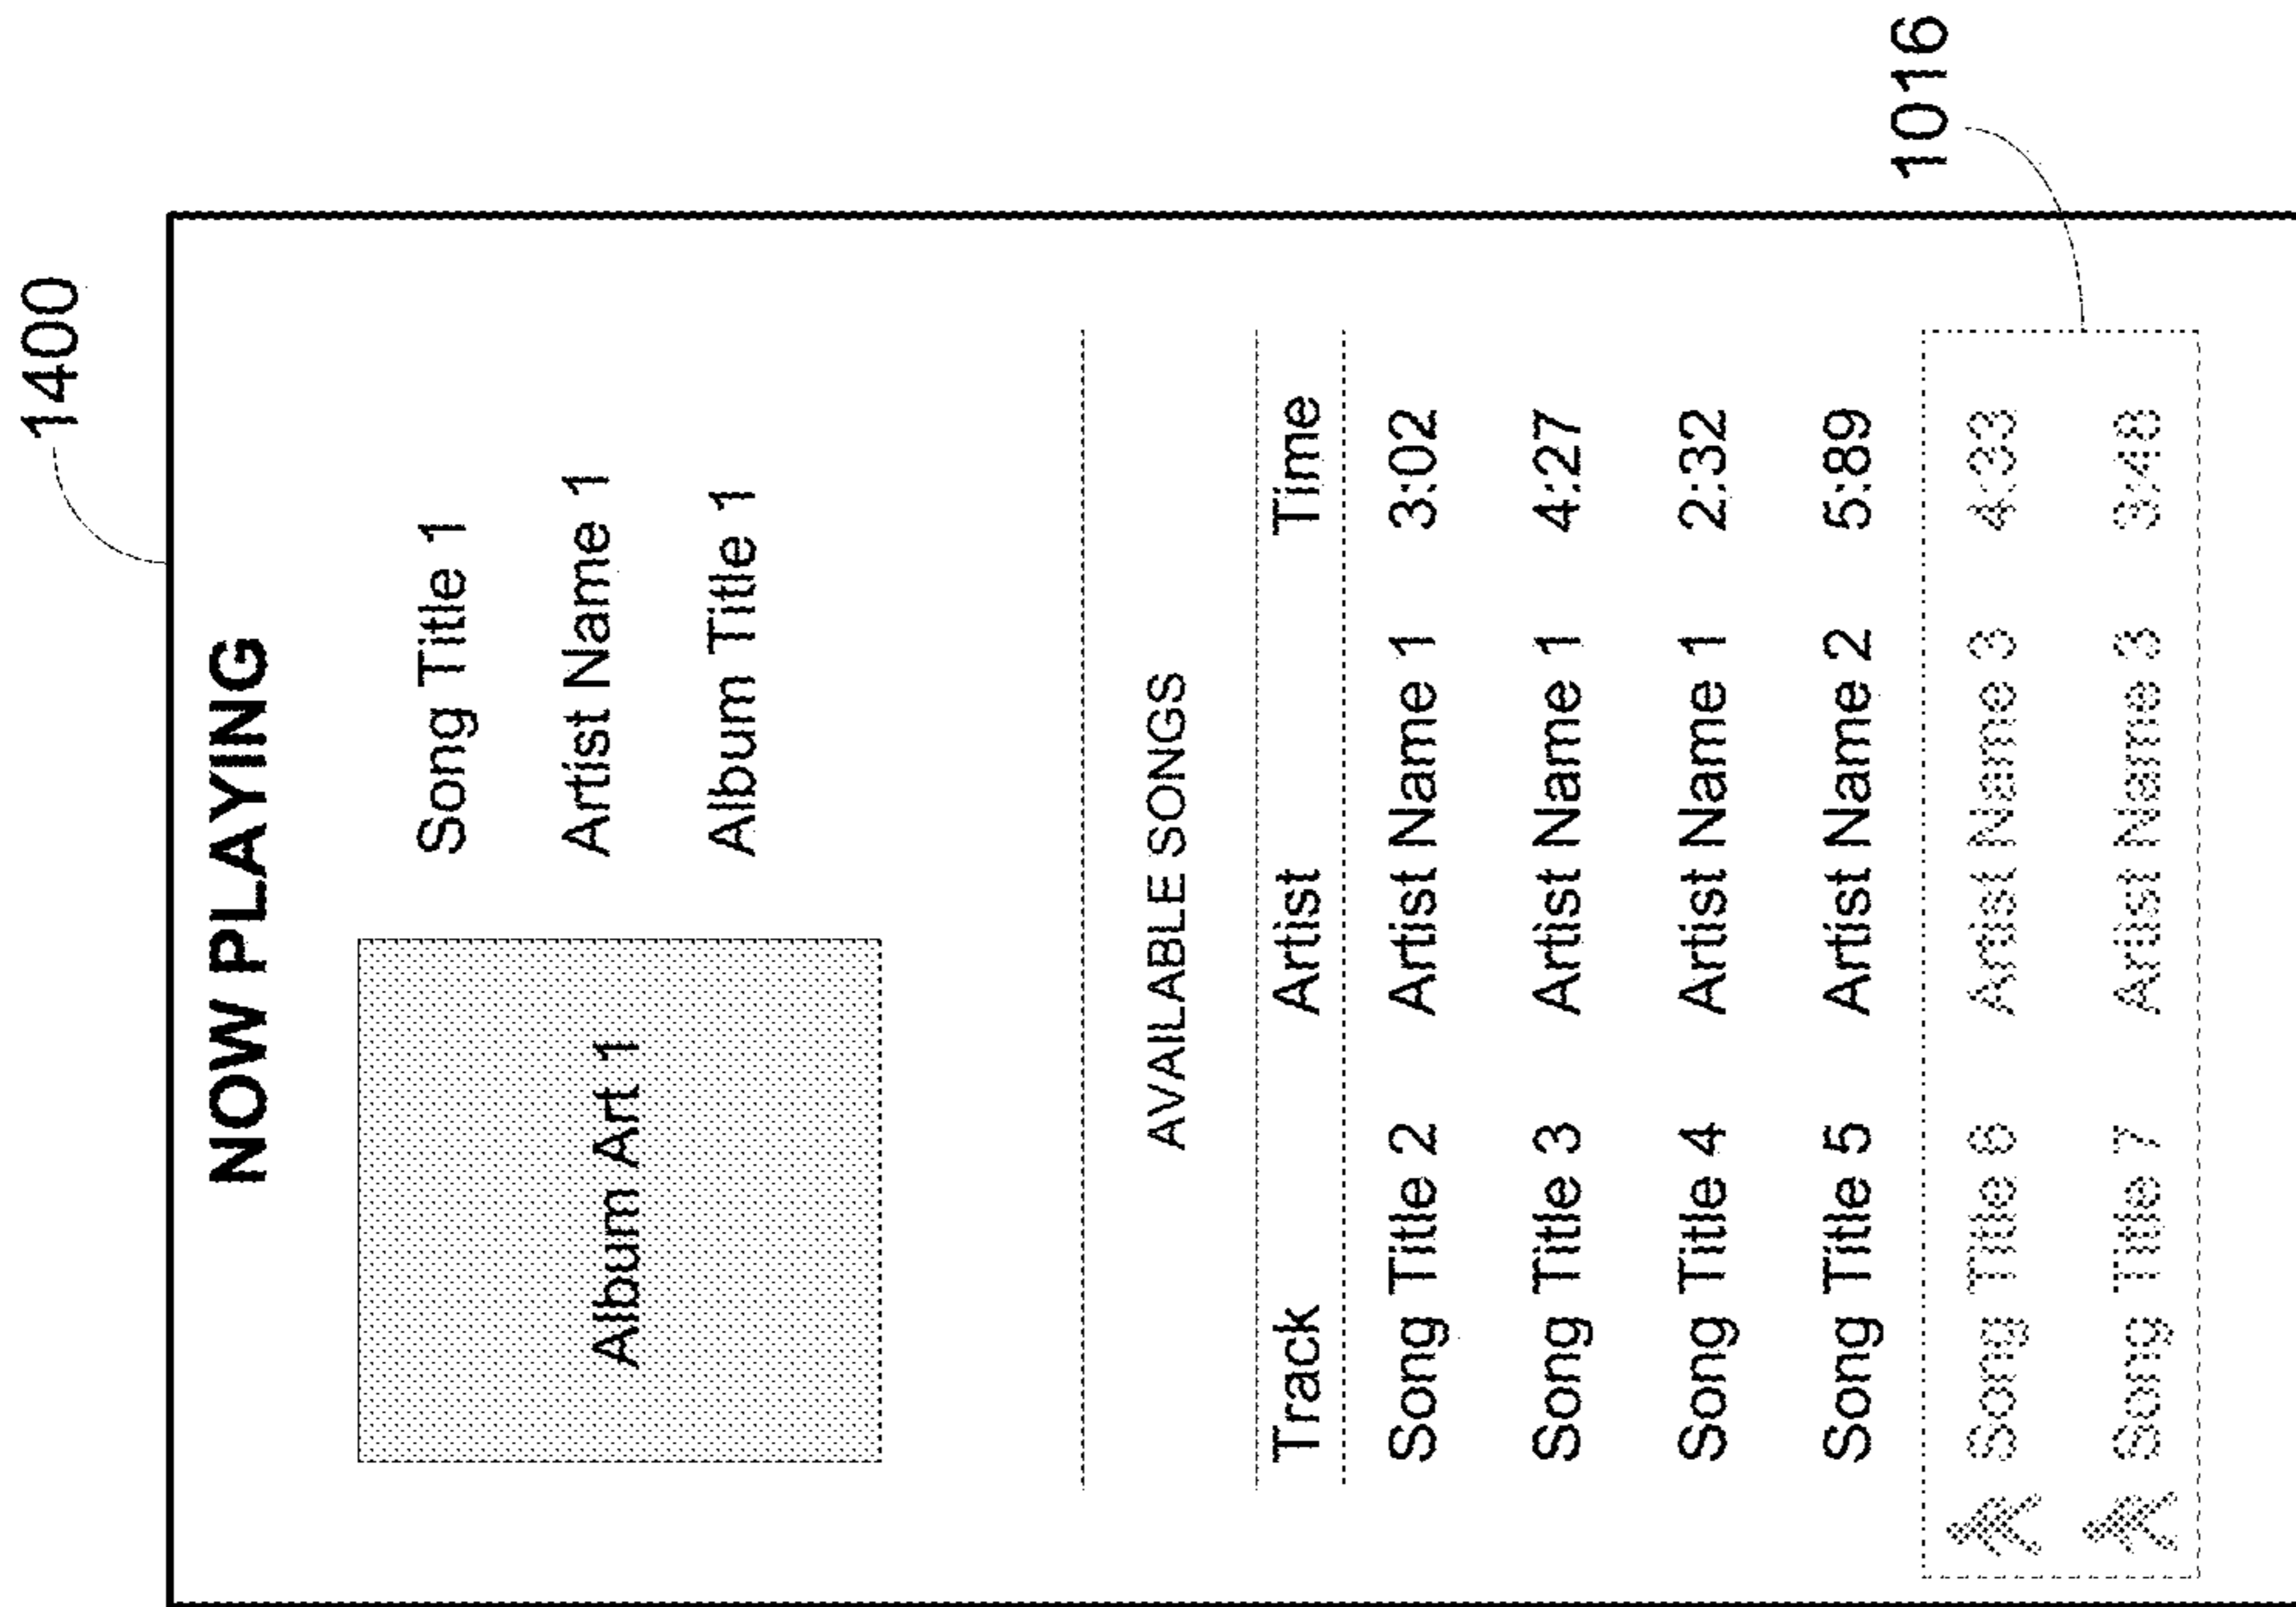 1400
NOW PLAYING
Album Art 1
Song Title 1
Artist Name 1
Album Title 1
AVAILABLE SONGS
Track Artist Time
Song Title 2 Artist Name 1 3:02
Song Title 3 Artist Name 1 4:27
Song Title 4 Artist Name 1 2:32
Song Title 5 Artist Name 2 5:89
Song Title 6 Artist Name 3 4:33
Song Title 7 Artist Name 3 3:48
1016